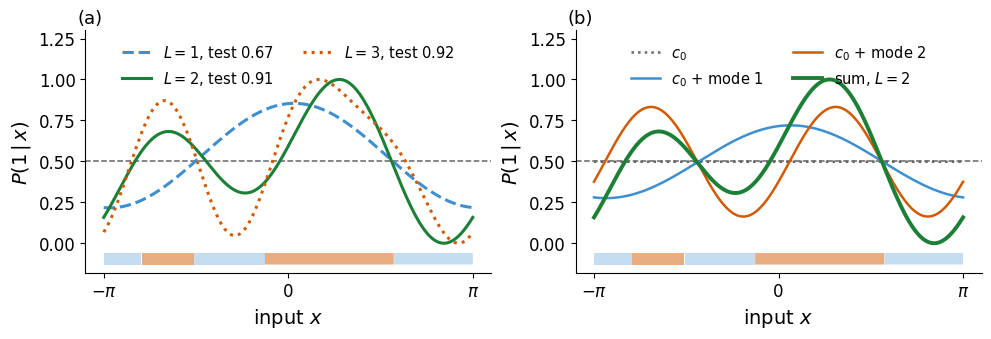 (a)
1.25
1.00
0.75
0.50
0.25
0.00
P(1 | x)
L = 1, test 0.67
L = 2, test 0.91
L = 3, test 0.92
−π
0
π
input x
(b)
1.25
1.00
0.75
0.50
0.25
0.00
P(1 | x)
c₀
c₀ + mode 1
c₀ + mode 2
sum, L = 2
−π
0
π
input x